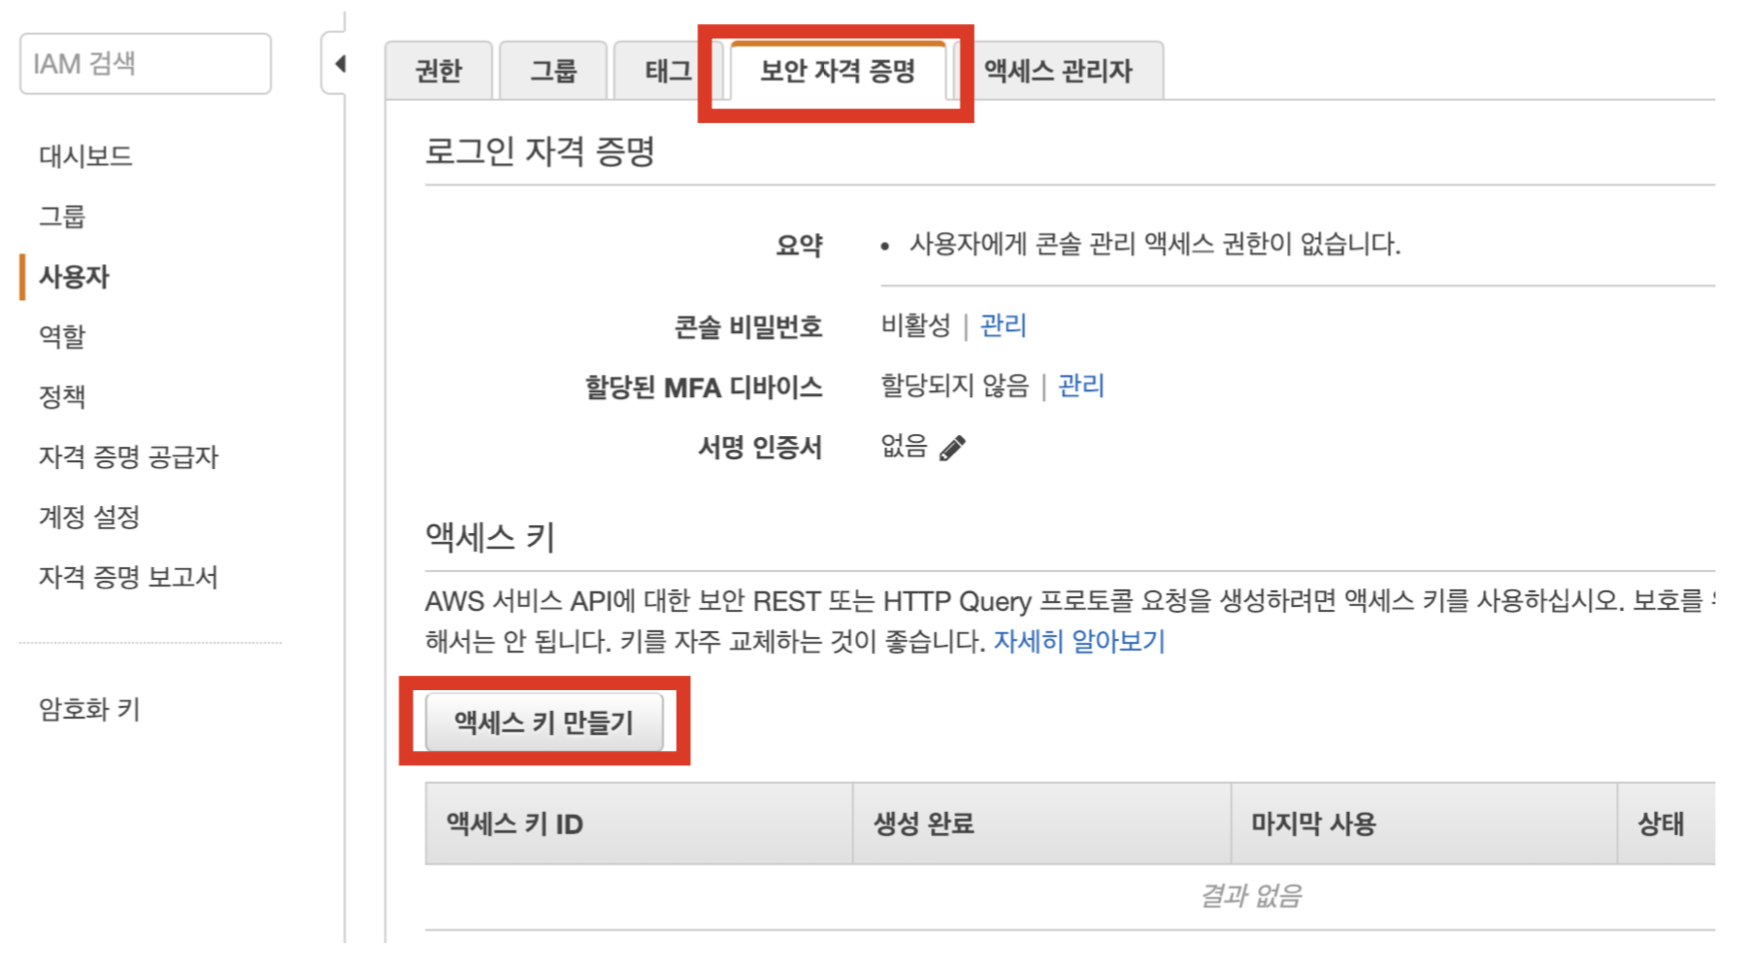 IAM 검색
대시보드
그룹
사용자
역할
정책
자격 증명 공급자
계정 설정
자격 증명 보고서
암호화 키
권한 그룹 태그 보안 자격 증명 액세스 관리자
로그인 자격 증명
요약 • 사용자에게 콘솔 관리 액세스 권한이 없습니다.
콘솔 비밀번호 비활성 | 관리
할당된 MFA 디바이스 할당되지 않음 | 관리
서명 인증서 없음
액세스 키
AWS 서비스 API에 대한 보안 REST 또는 HTTP Query 프로토콜 요청을 생성하려면 액세스 키를 사용하십시오. 보호를
해서는 안 됩니다. 키를 자주 교체하는 것이 좋습니다. 자세히 알아보기
액세스 키 만들기
액세스 키 ID 생성 완료 마지막 사용 상태
결과 없음